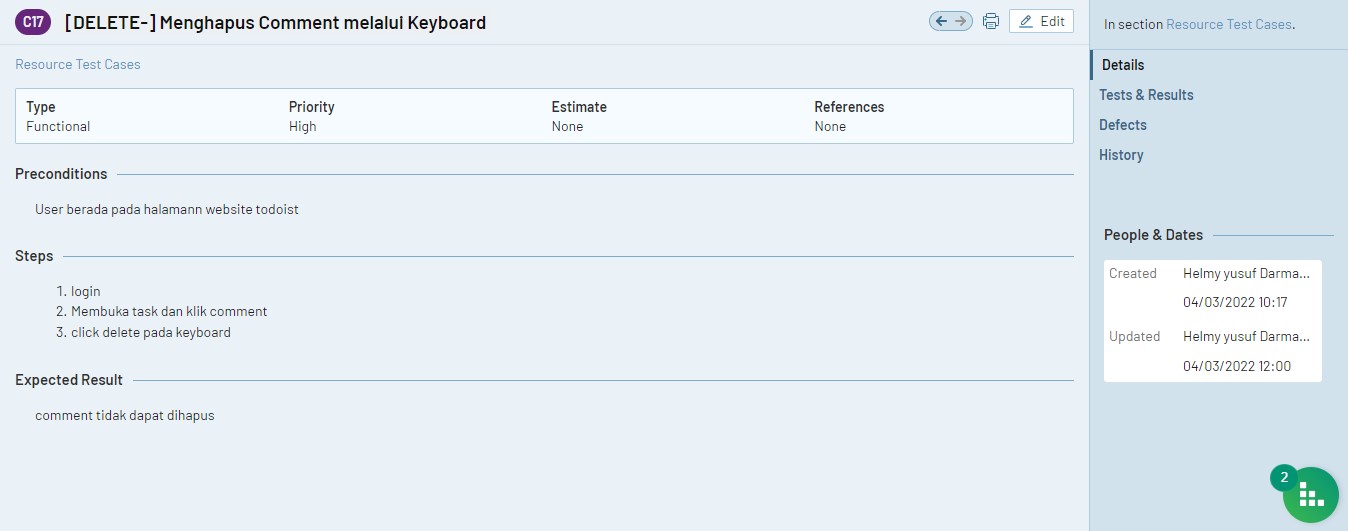 C17 [DELETE-] Menghapus Comment melalui Keyboard
Edit
Resource Test Cases
Type Priority Estimate References
Functional High None None
Preconditions
User berada pada halamann website todoist
Steps
1. login
2. Membuka task dan klik comment
3. click delete pada keyboard
Expected Result
comment tidak dapat dihapus
In section Resource Test Cases.
Details
Tests & Results
Defects
History
People & Dates
Created Helmy yusuf Darma...
04/03/2022 10:17
Updated Helmy yusuf Darma...
04/03/2022 12:00
2